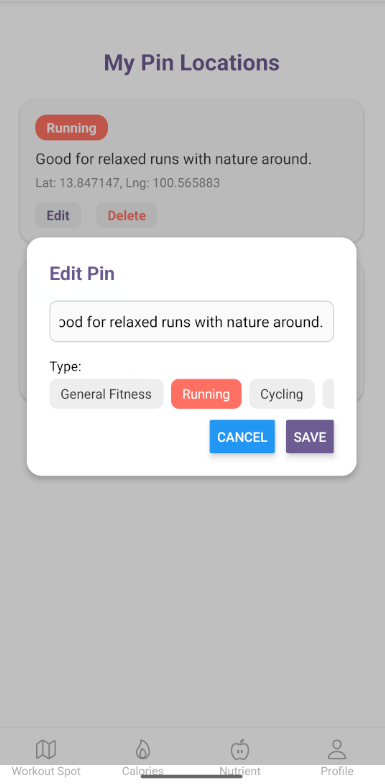 My Pin Locations
Running
Good for relaxed runs with nature around.
Lat: 13.847147, Lng: 100.565883
Edit Delete
Edit Pin
ood for relaxed runs with nature around.
Type:
General Fitness Running Cycling
CANCEL SAVE
Workout Spot Calories Nutrient Profile